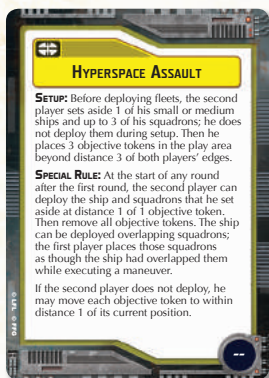 HYPERSPACE ASSAULT
SETUP: Before deploying fleets, the second
player sets aside 1 of his small or medium
ships and up to 3 of his squadrons; he does
not deploy them during setup. Then he
places 3 objective tokens in the play area
beyond distance 3 of both players' edges.
SPECIAL RULE: At the start of any round
after the first round, the second player can
deploy the ship and squadrons that he set
aside at distance 1 of 1 objective token.
Then remove all objective tokens. The ship
can be deployed overlapping squadrons;
the first player places those squadrons
as though the ship had overlapped them
while executing a maneuver.
If the second player does not deploy, he
may move each objective token to within
distance 1 of its current position.
© LFL © FFG
--